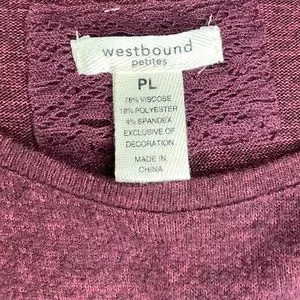 westbound
petites
PL
78% VISCOSE
18% POLYESTER
4% SPANDEX
EXCLUSIVE OF
DECORATION
MADE IN
CHINA